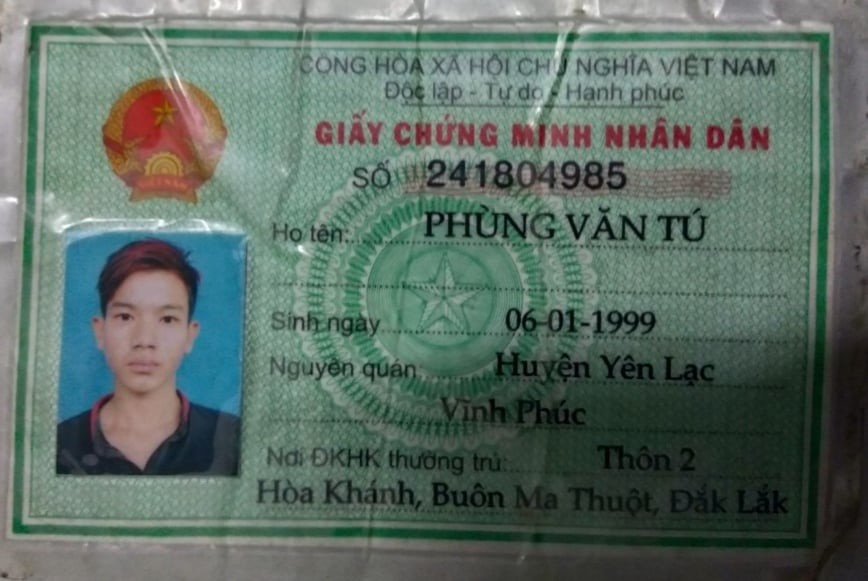 CỘNG HÒA XÃ HỘI CHỦ NGHĨA VIỆT NAM
Độc lập - Tự do - Hạnh phúc
GIẤY CHỨNG MINH NHÂN DÂN
SỐ 241804985
Họ tên: PHÙNG VĂN TÚ
Sinh ngày 06-01-1999
Nguyên quán: Huyện Yên Lạc
Vĩnh Phúc
Nơi ĐKHK thường trú: Thôn 2
Hòa Khánh, Buôn Ma Thuột, Đắk Lắk
VIỆT NAM